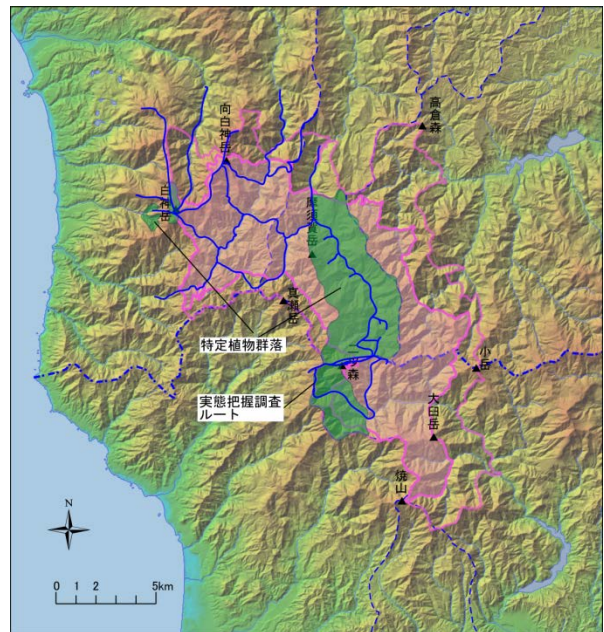 高倉森
向白神岳
白神岳
摩須賀岳
真瀬岳
特定植物群落
小岳
森
実態把握調査
ルート
大臼岳
焼山
N
0 1 2 5km